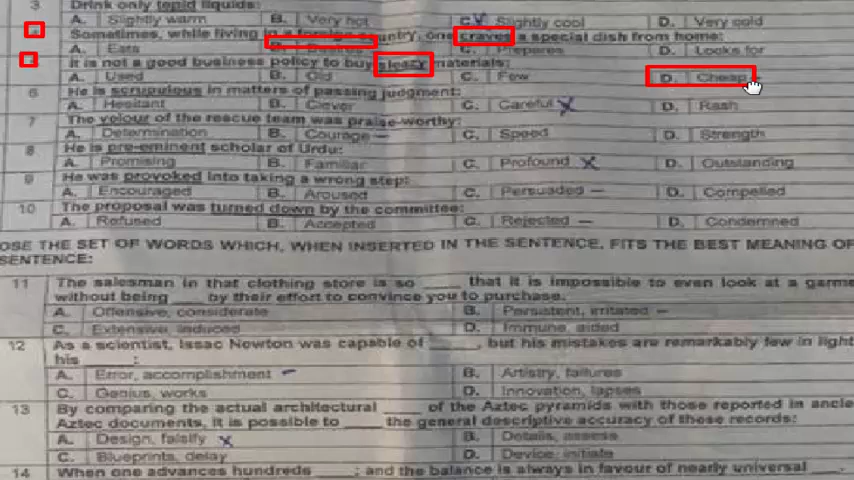 3 Drink only tepid liquids:
A. Slightly warm B. Very hot C. Slightly cool D. Very cold
Sometimes, while living in a foreign country, one craves a special dish from home:
A. Eats B. Desires C. Prepares D. Looks for
It is not a good business policy to buy sleazy materials:
A. Used B. Old C. Few D. Cheap
6 He is scrupulous in matters of passing judgment:
A. Hesitant B. Clever C. Careful D. Rash
7 The velour of the rescue team was praise-worthy:
A. Determination B. Courage C. Speed D. Strength
8 He is pre-eminent scholar of Urdu:
A. Promising B. Familiar C. Profound D. Outstanding
9 He was provoked into taking a wrong step:
A. Encouraged B. Aroused C. Persuaded D. Compelled
10 The proposal was turned down by the committee:
A. Refused B. Accepted C. Rejected D. Condemned
OSE THE SET OF WORDS WHICH, WHEN INSERTED IN THE SENTENCE, FITS THE BEST MEANING OF
SENTENCE:
11 The salesman in that clothing store is so ____ that it is impossible to even look at a garme
without being ____ by their effort to convince you to purchase.
A. Offensive, considerate B. Persistent, irritated
C. Extensive, induced D. Immune, aided
12 As a scientist, Issac Newton was capable of ____, but his mistakes are remarkably few in light
his ____:
A. Error, accomplishment B. Artistry, failures
C. Genius, works D. Innovation, lapses
13 By comparing the actual architectural ____ of the Aztec pyramids with those reported in ancie
Aztec documents, it is possible to ____ the general descriptive accuracy of those records:
A. Design, falsify B. Details, assess
C. Blueprints, delay D. Device, initiate
14 When one advances hundreds ____; and the balance is always in favour of nearly universal ____.